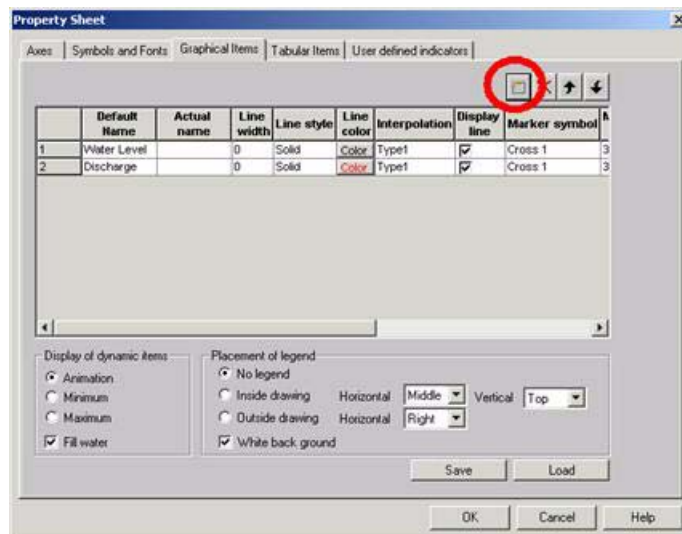 Property Sheet
Axes Symbols and Fonts Graphical Items Tabular Items User defined indicators
Default Name Actual name Line width Line style Line color Interpolation Display line Marker symbol
1 Water Level 0 Solid Color Type1 Cross 1 3
2 Discharge 0 Solid Color Type1 Cross 1 3
Display of dynamic items
Animation
Minimum
Maximum
Fill water
Placement of legend
No legend
Inside drawing Horizontal Middle Vertical Top
Outside drawing Horizontal Right
White back ground
Save Load
OK Cancel Help